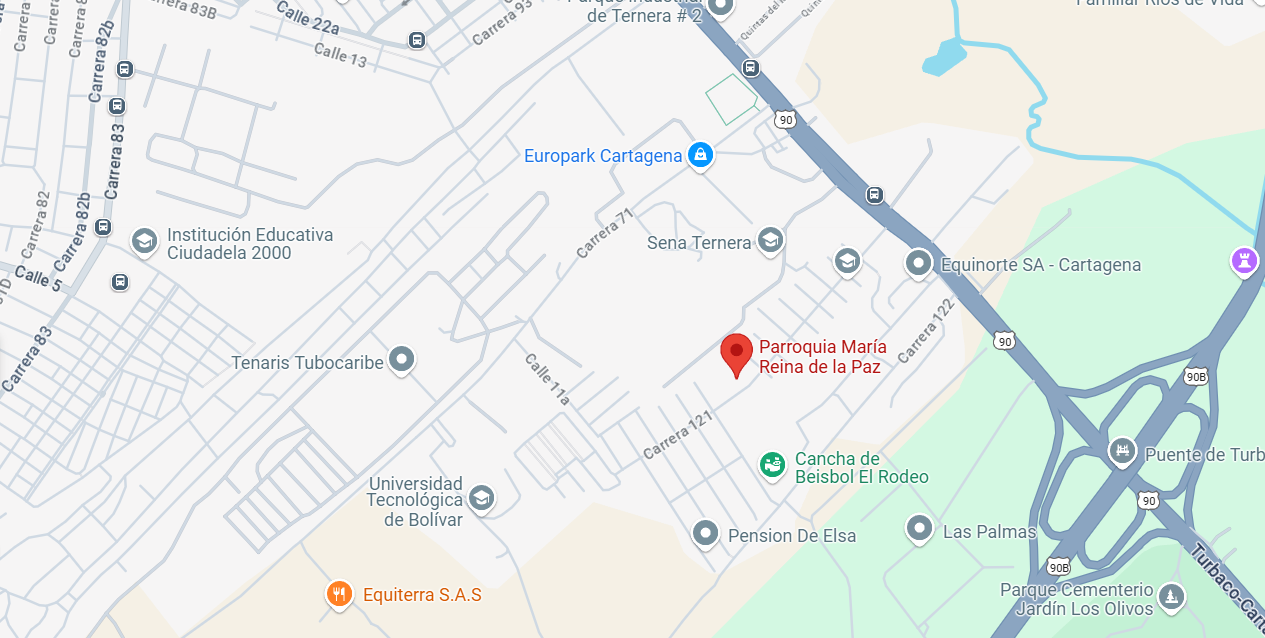 Carrera 83B
Calle 22a
Calle 13
Carrera 93
Parque Industrial
de Ternera # 2
Quintas del
Familiar Ríos de Vida
Carrera 82
Carrera 82b
Carrera 83
90
Europark Cartagena
Carrera 82
Carrera 82b
Carrera 71
Institución Educativa
Ciudadela 2000
Sena Ternera
Equinorte SA - Cartagena
Calle 5
Carrera 83
Carrera 122
90
Parroquia María
Reina de la Paz
Tenaris Tubocaribe
Calle 11a
90B
Carrera 121
Puente de Turb
Cancha de
Beisbol El Rodeo
Universidad
Tecnológica
de Bolívar
90
Pension De Elsa
Las Palmas
90B
Turbaco-Cart
Equiterra S.A.S
Parque Cementerio
Jardín Los Olivos